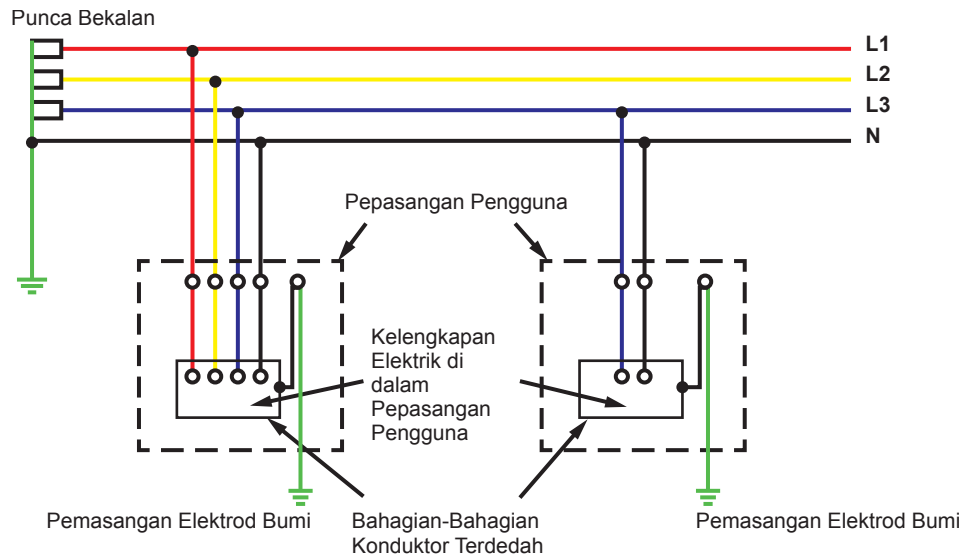 Punca Bekalan
L1
L2
L3
N
Pepasangan Pengguna
Kelengkapan
Elektrik di
dalam
Pepasangan
Pengguna
Pemasangan Elektrod Bumi
Bahagian-Bahagian
Konduktor Terdedah
Pemasangan Elektrod Bumi